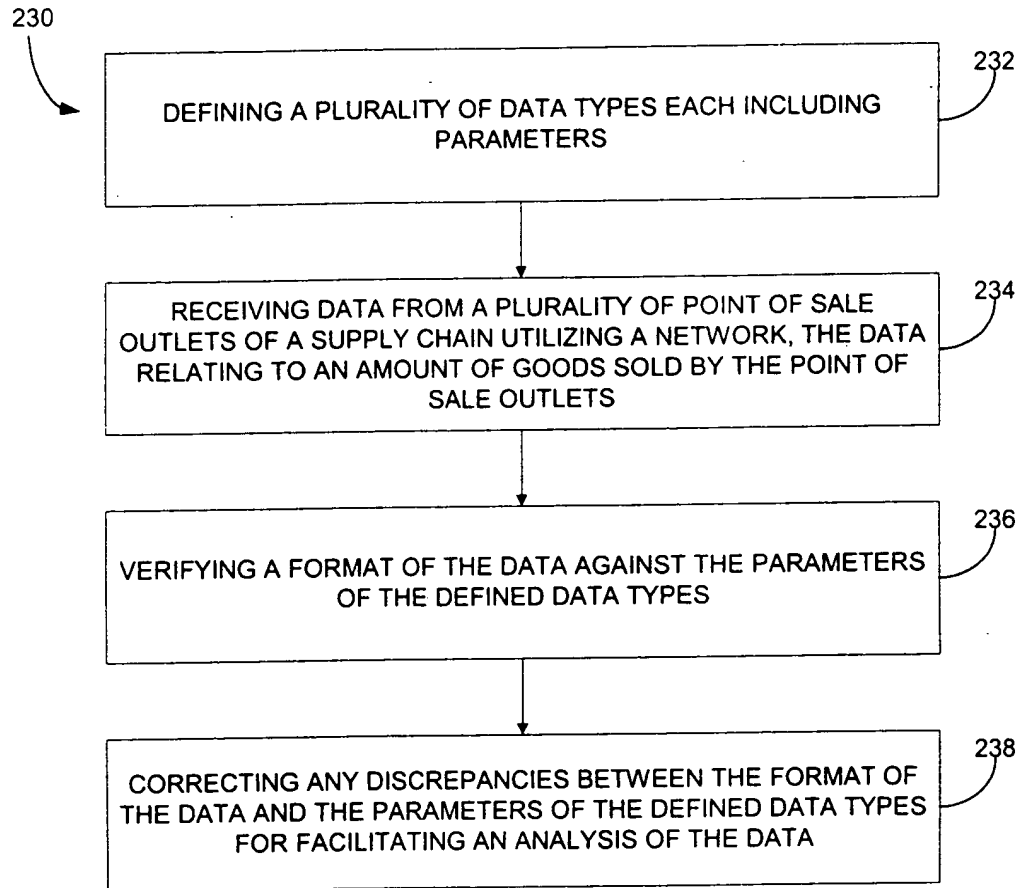 230
232
DEFINING A PLURALITY OF DATA TYPES EACH INCLUDING
PARAMETERS
234
RECEIVING DATA FROM A PLURALITY OF POINT OF SALE
OUTLETS OF A SUPPLY CHAIN UTILIZING A NETWORK, THE DATA
RELATING TO AN AMOUNT OF GOODS SOLD BY THE POINT OF
SALE OUTLETS
236
VERIFYING A FORMAT OF THE DATA AGAINST THE PARAMETERS
OF THE DEFINED DATA TYPES
238
CORRECTING ANY DISCREPANCIES BETWEEN THE FORMAT OF
THE DATA AND THE PARAMETERS OF THE DEFINED DATA TYPES
FOR FACILITATING AN ANALYSIS OF THE DATA